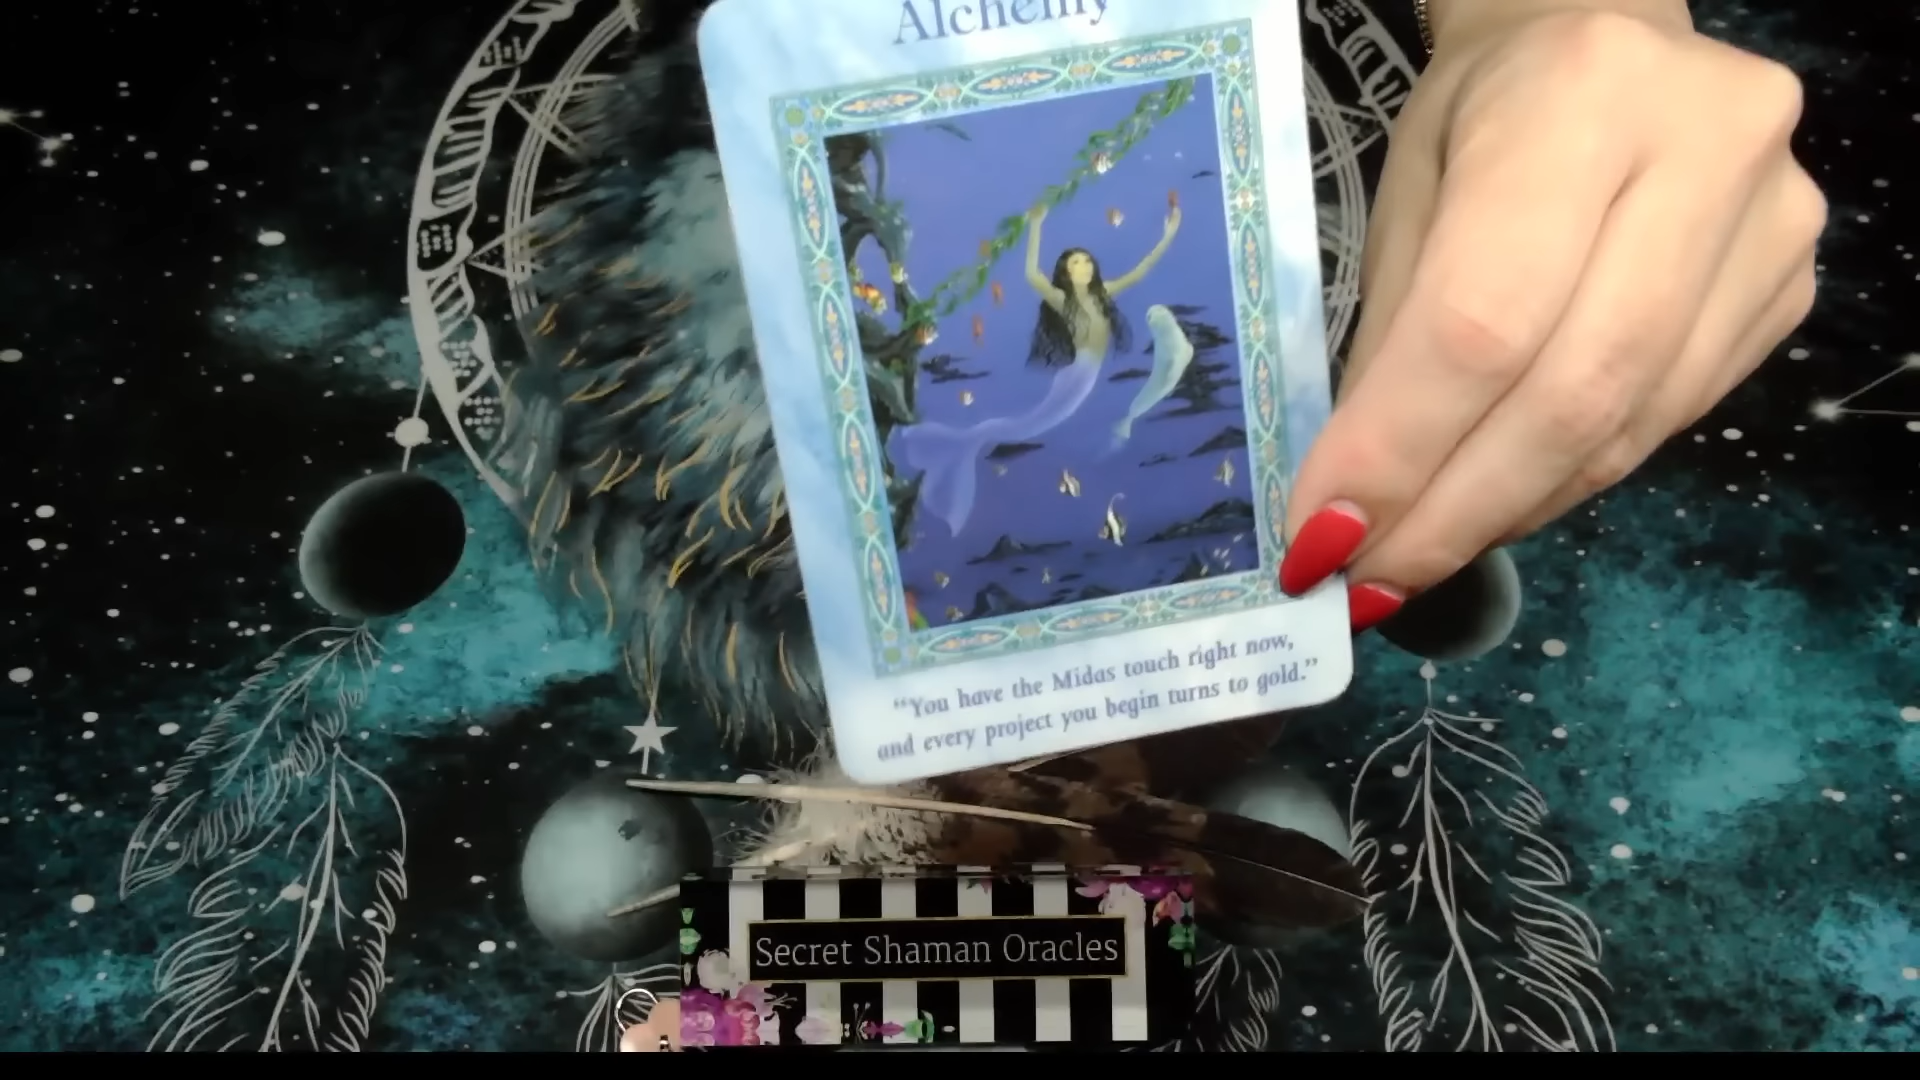 Alchemy
“You have the Midas touch right now,
and every project you begin turns to gold.”
Secret Shaman Oracles